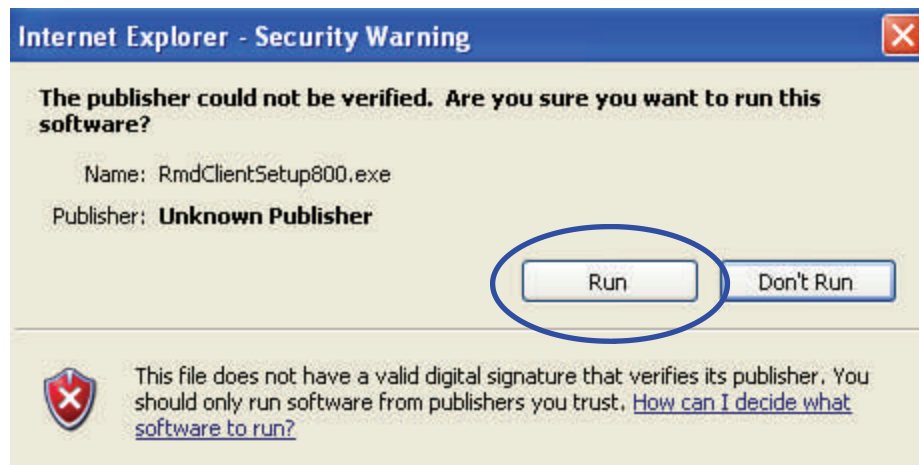 Internet Explorer - Security Warning
The publisher could not be verified. Are you sure you want to run this
software?
Name: RmdClientSetup800.exe
Publisher: Unknown Publisher
Run Don't Run
This file does not have a valid digital signature that verifies its publisher. You
should only run software from publishers you trust. How can I decide what
software to run?